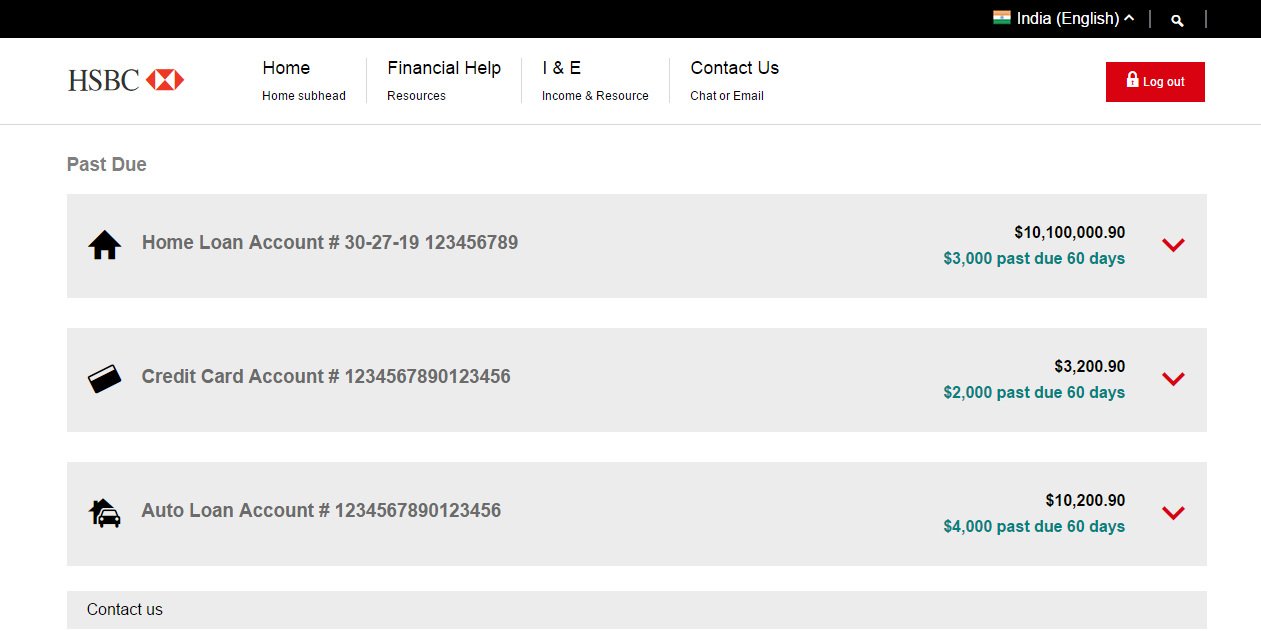 India (English)
HSBC
Home
Home subhead
Financial Help
Resources
I & E
Income & Resource
Contact Us
Chat or Email
Log out
Past Due
Home Loan Account # 30-27-19 123456789
$10,100,000.90
$3,000 past due 60 days
Credit Card Account # 1234567890123456
$3,200.90
$2,000 past due 60 days
Auto Loan Account # 1234567890123456
$10,200.90
$4,000 past due 60 days
Contact us